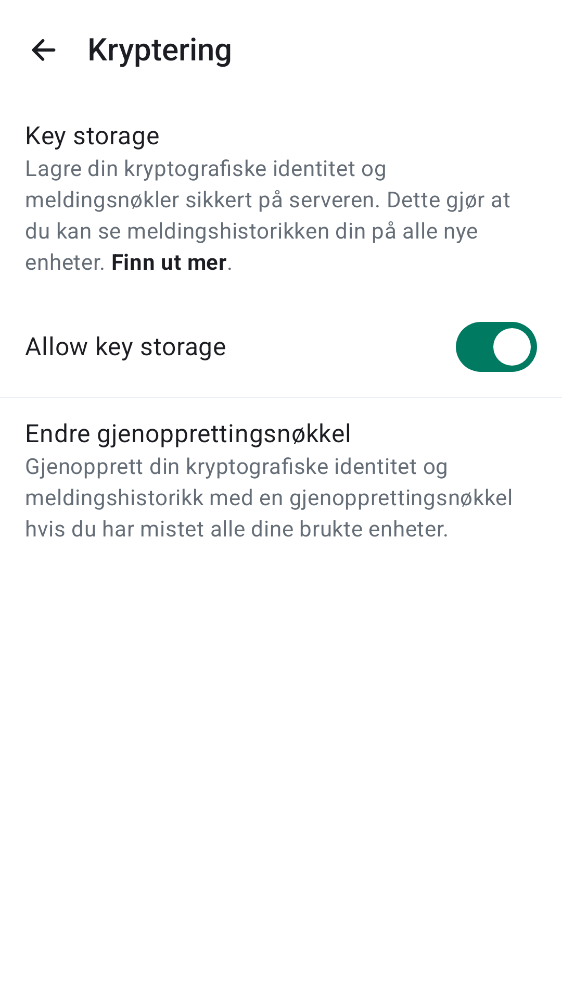 Kryptering
Key storage
Lagre din kryptografiske identitet og
meldingsnøkler sikkert på serveren. Dette gjør at
du kan se meldingshistorikken din på alle nye
enheter. Finn ut mer.
Allow key storage
Endre gjenopprettingsnøkkel
Gjenopprett din kryptografiske identitet og
meldingshistorikk med en gjenopprettingsnøkkel
hvis du har mistet alle dine brukte enheter.